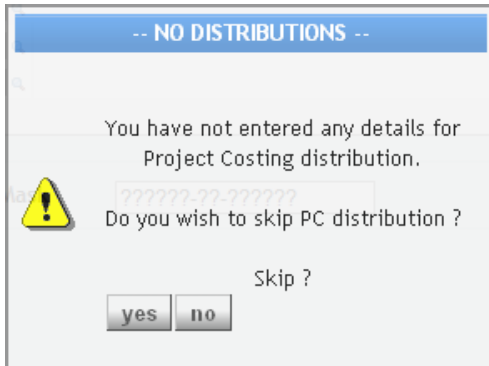 -- NO DISTRIBUTIONS --
You have not entered any details for
Project Costing distribution.
Mas
??????-??-??????
Do you wish to skip PC distribution ?
Skip ?
yes no